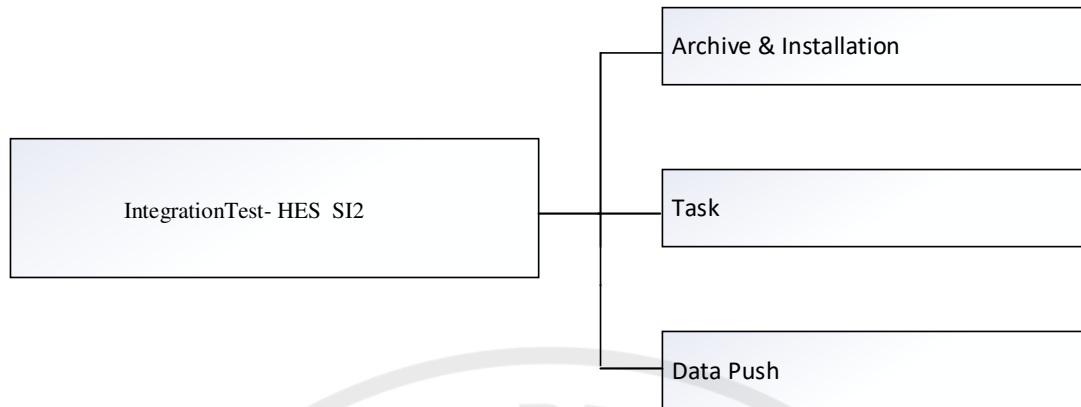 Archive & Installation
IntegrationTest- HES SI2
Task
Data Push